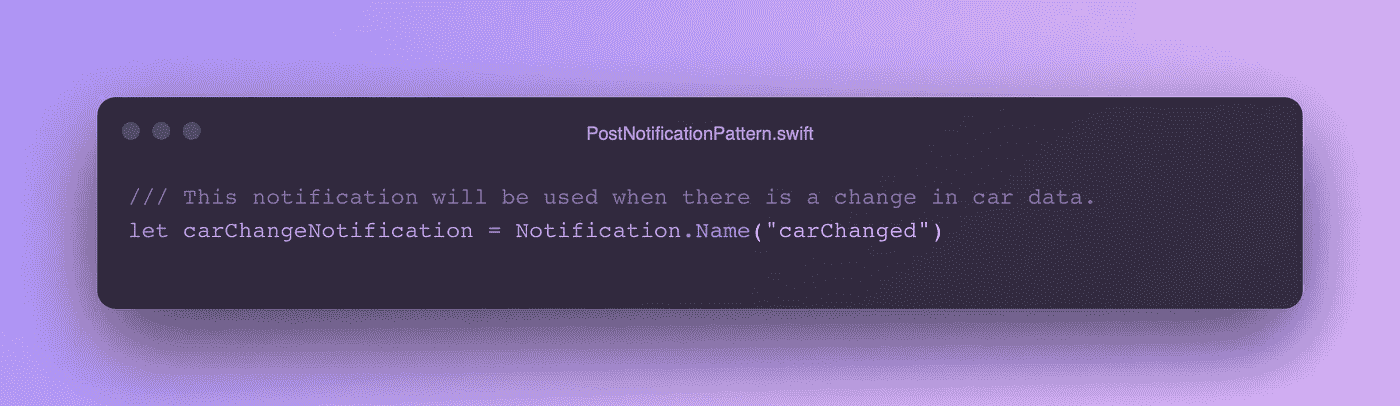 PostNotificationPattern.swift
/// This notification will be used when there is a change in car data.
let carChangeNotification = Notification.Name("carChanged")